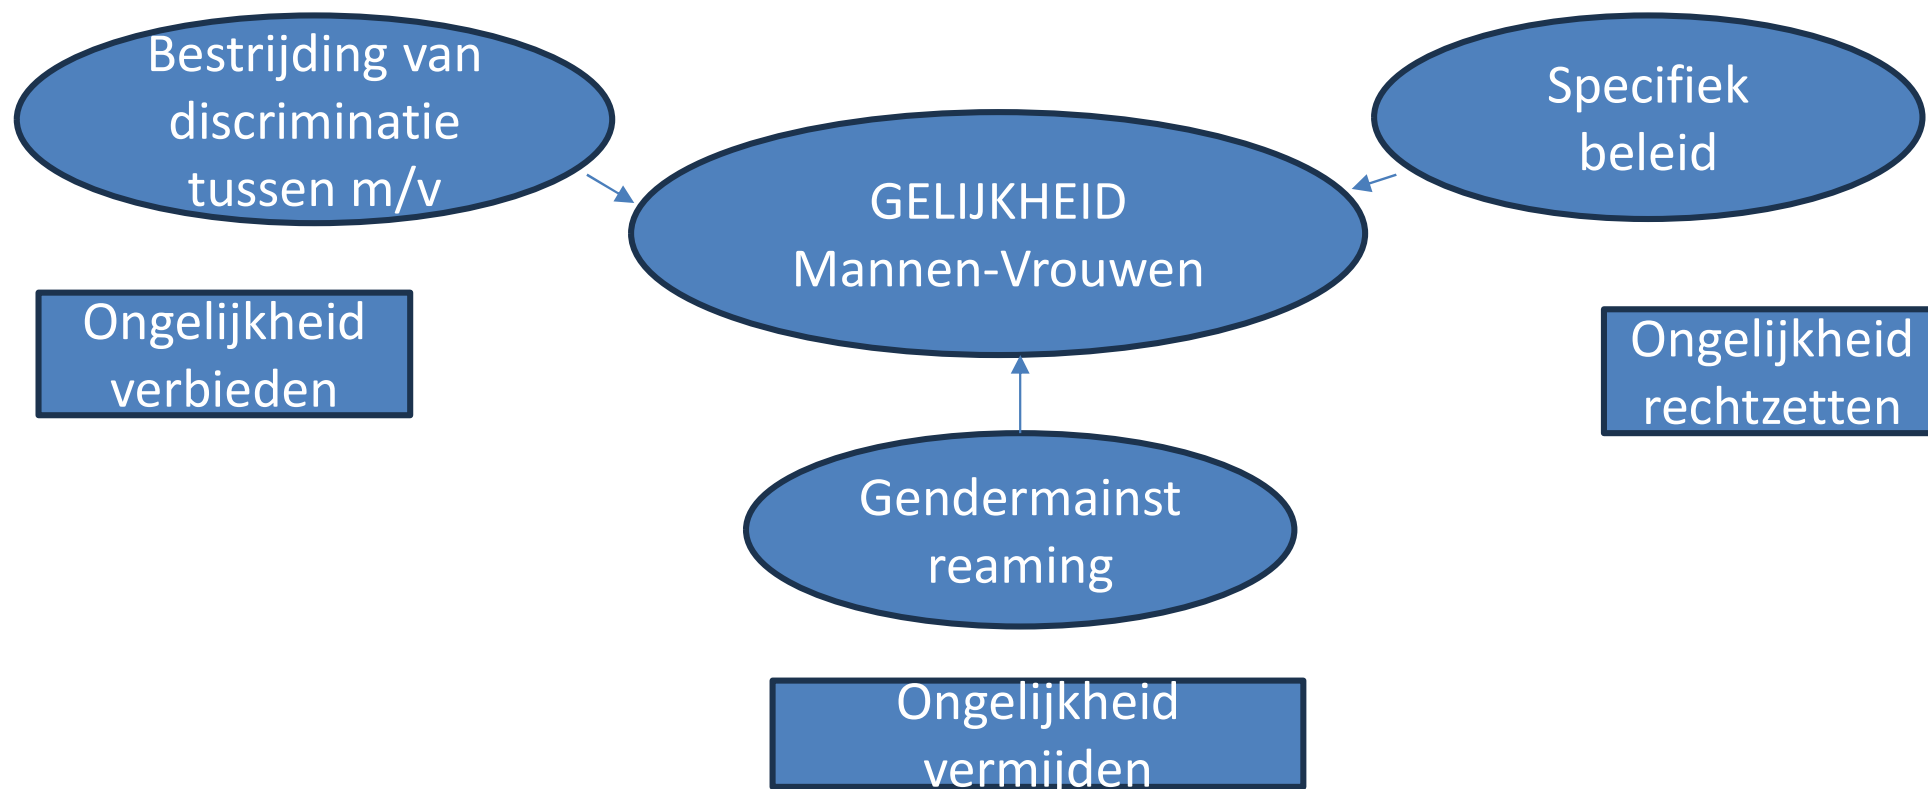 Bestrijding van
discriminatie
tussen m/v
Specifiek
beleid
GELIJKHEID
Mannen-Vrouwen
Ongelijkheid
verbieden
Ongelijkheid
rechtzetten
Gendermainst
reaming
Ongelijkheid
vermijden